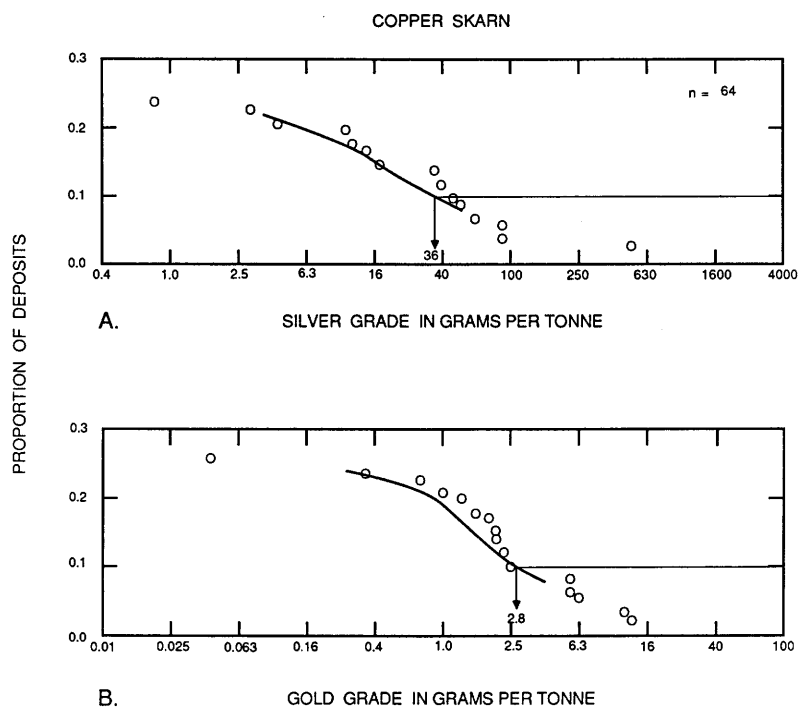 COPPER SKARN
PROPORTION OF DEPOSITS
0.3
n = 64
0.2
0.1
36
0.0
0.4 1.0 2.5 6.3 16 40 100 250 630 1600 4000
A. SILVER GRADE IN GRAMS PER TONNE
0.3
0.2
0.1
2.8
0.0
0.01 0.025 0.063 0.16 0.4 1.0 2.5 6.3 16 40 100
B. GOLD GRADE IN GRAMS PER TONNE